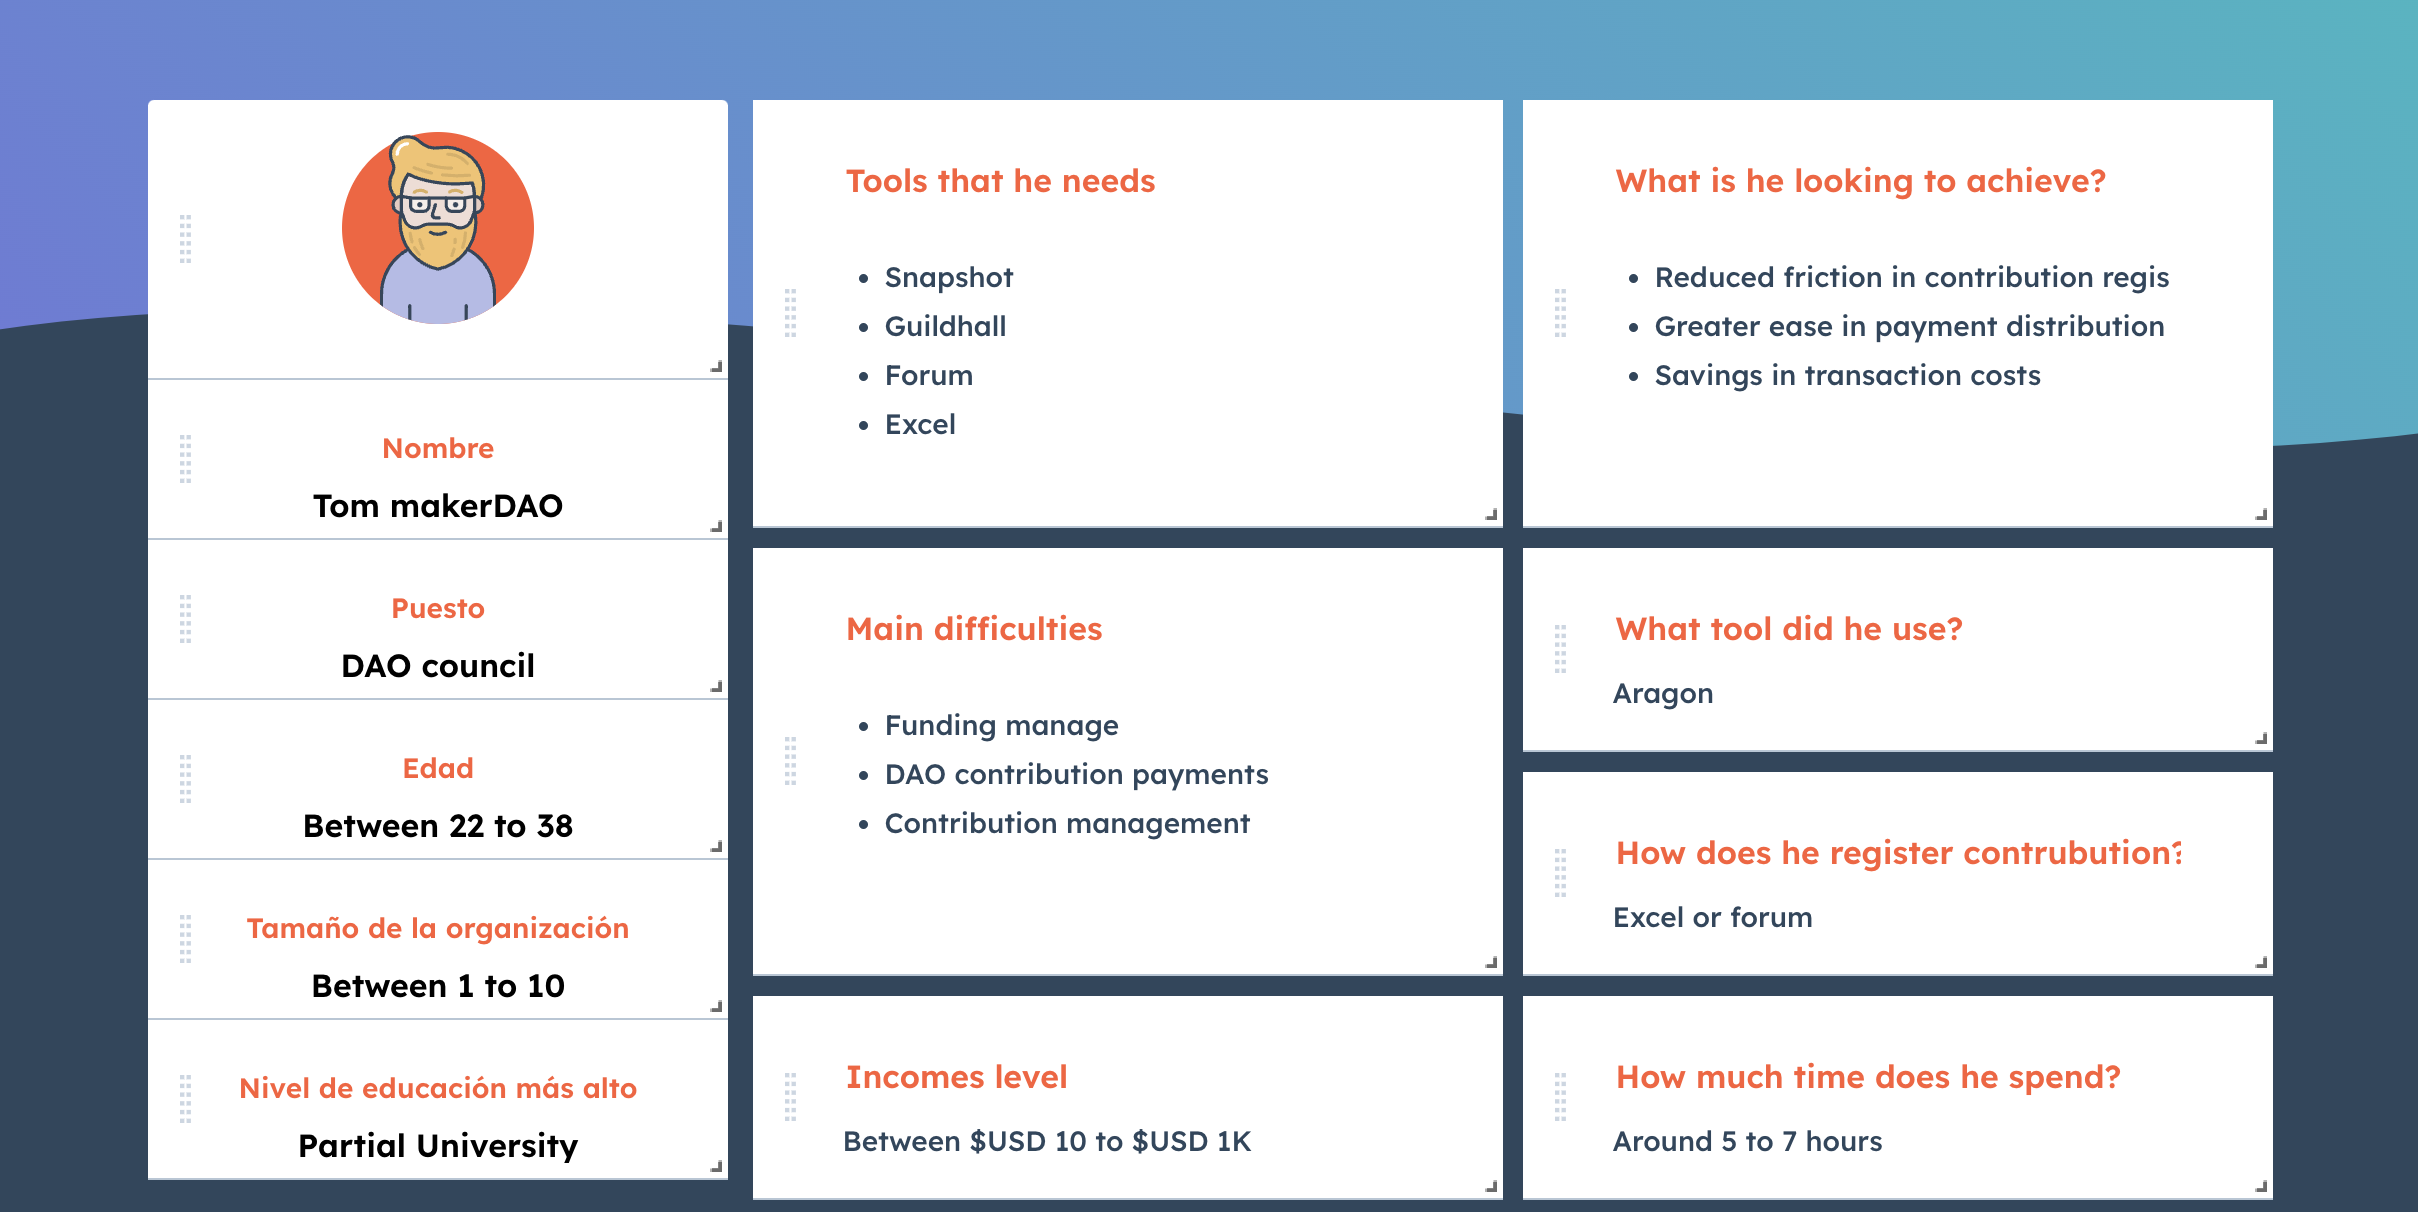 Nombre
Tom makerDAO
Puesto
DAO council
Edad
Between 22 to 38
Tamaño de la organización
Between 1 to 10
Nivel de educación más alto
Partial University
Tools that he needs
Snapshot
Guildhall
Forum
Excel
Main difficulties
Funding manage
DAO contribution payments
Contribution management
Incomes level
Between $USD 10 to $USD 1K
What is he looking to achieve?
Reduced friction in contribution regis
Greater ease in payment distribution
Savings in transaction costs
What tool did he use?
Aragon
How does he register contrubution?
Excel or forum
How much time does he spend?
Around 5 to 7 hours